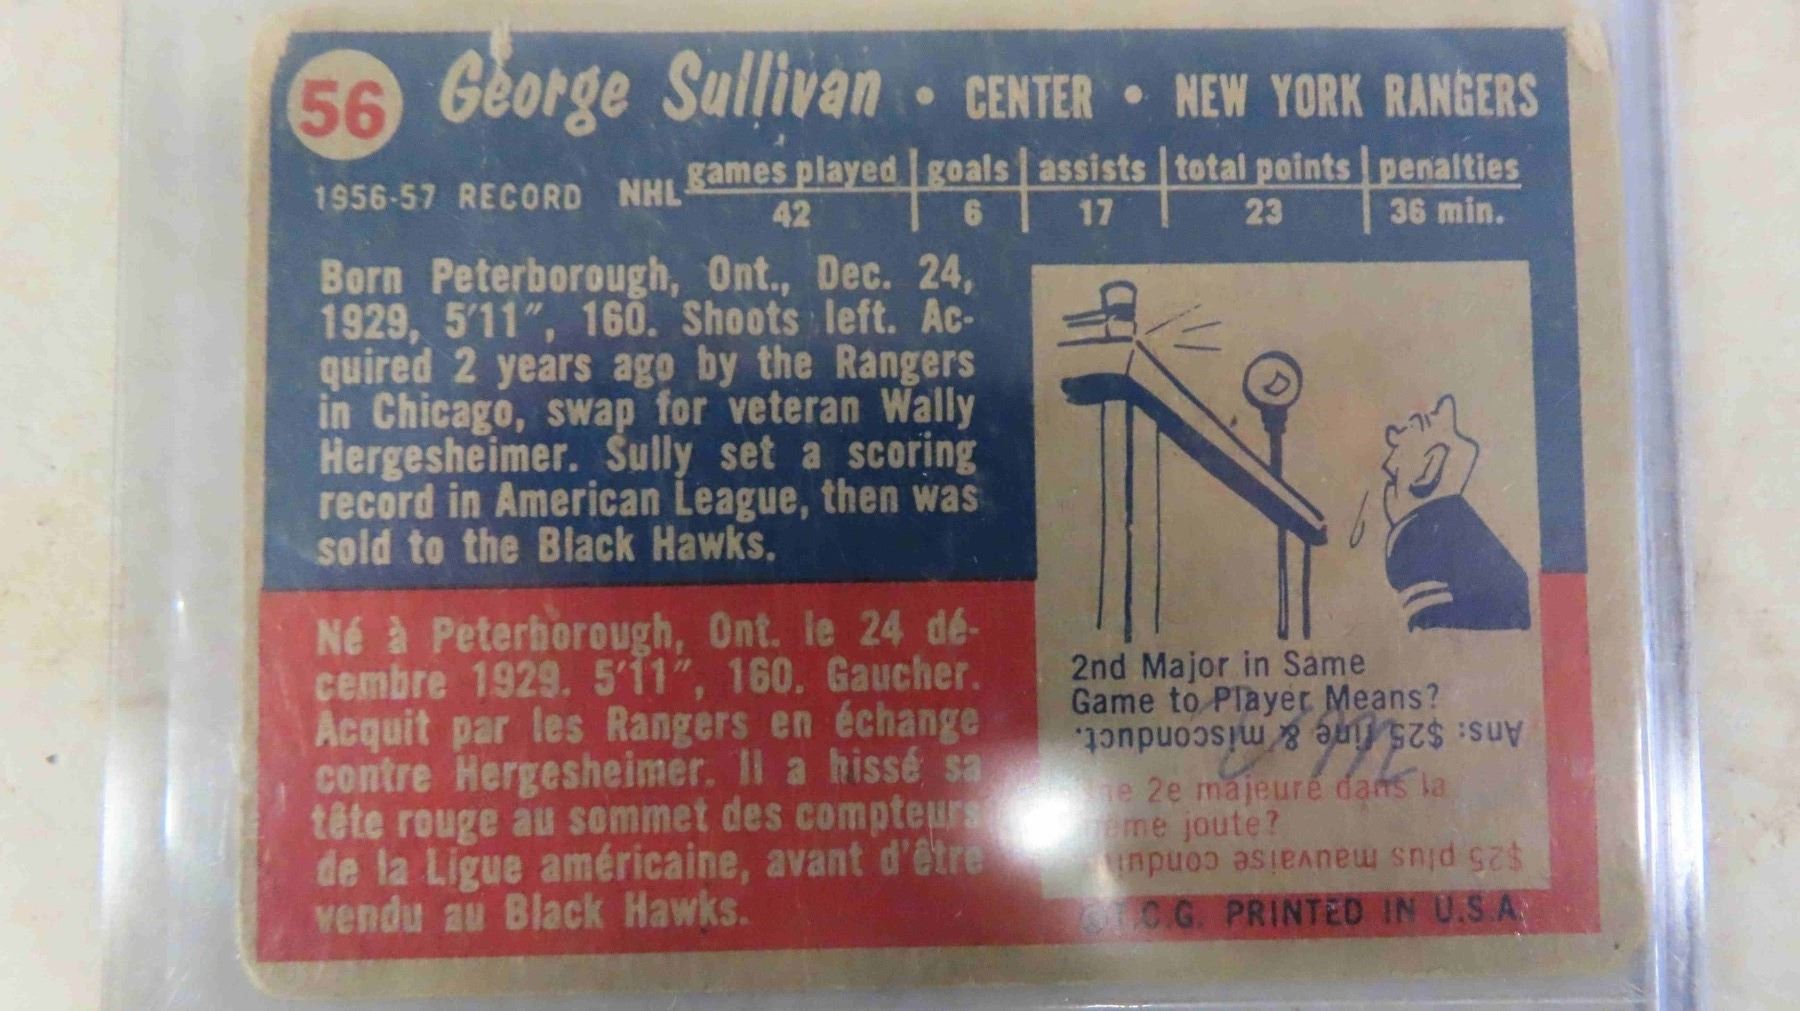 56 George Sullivan • CENTER • NEW YORK RANGERS
1956-57 RECORD NHL games played goals assists total points penalties
42 6 17 23 36 min.
Born Peterborough, Ont., Dec. 24,
1929, 5'11", 160. Shoots left. Ac-
quired 2 years ago by the Rangers
in Chicago, swap for veteran Wally
Hergesheimer. Sully set a scoring
record in American League, then was
sold to the Black Hawks.
Né à Peterborough, Ont. le 24 dé-
cembre 1929. 5'11", 160. Gaucher.
Acquit par les Rangers en échange
contre Hergesheimer. Il a hissé sa
tête rouge au sommet des compteurs
de la Ligue américaine, avant d'être
vendu au Black Hawks.
2nd Major in Same
Game to Player Means?
Ans: $25 fine & misconduct.
2e majeure dans la
joute?
$25 plus mauvaise
©T.C.G. PRINTED IN U.S.A.